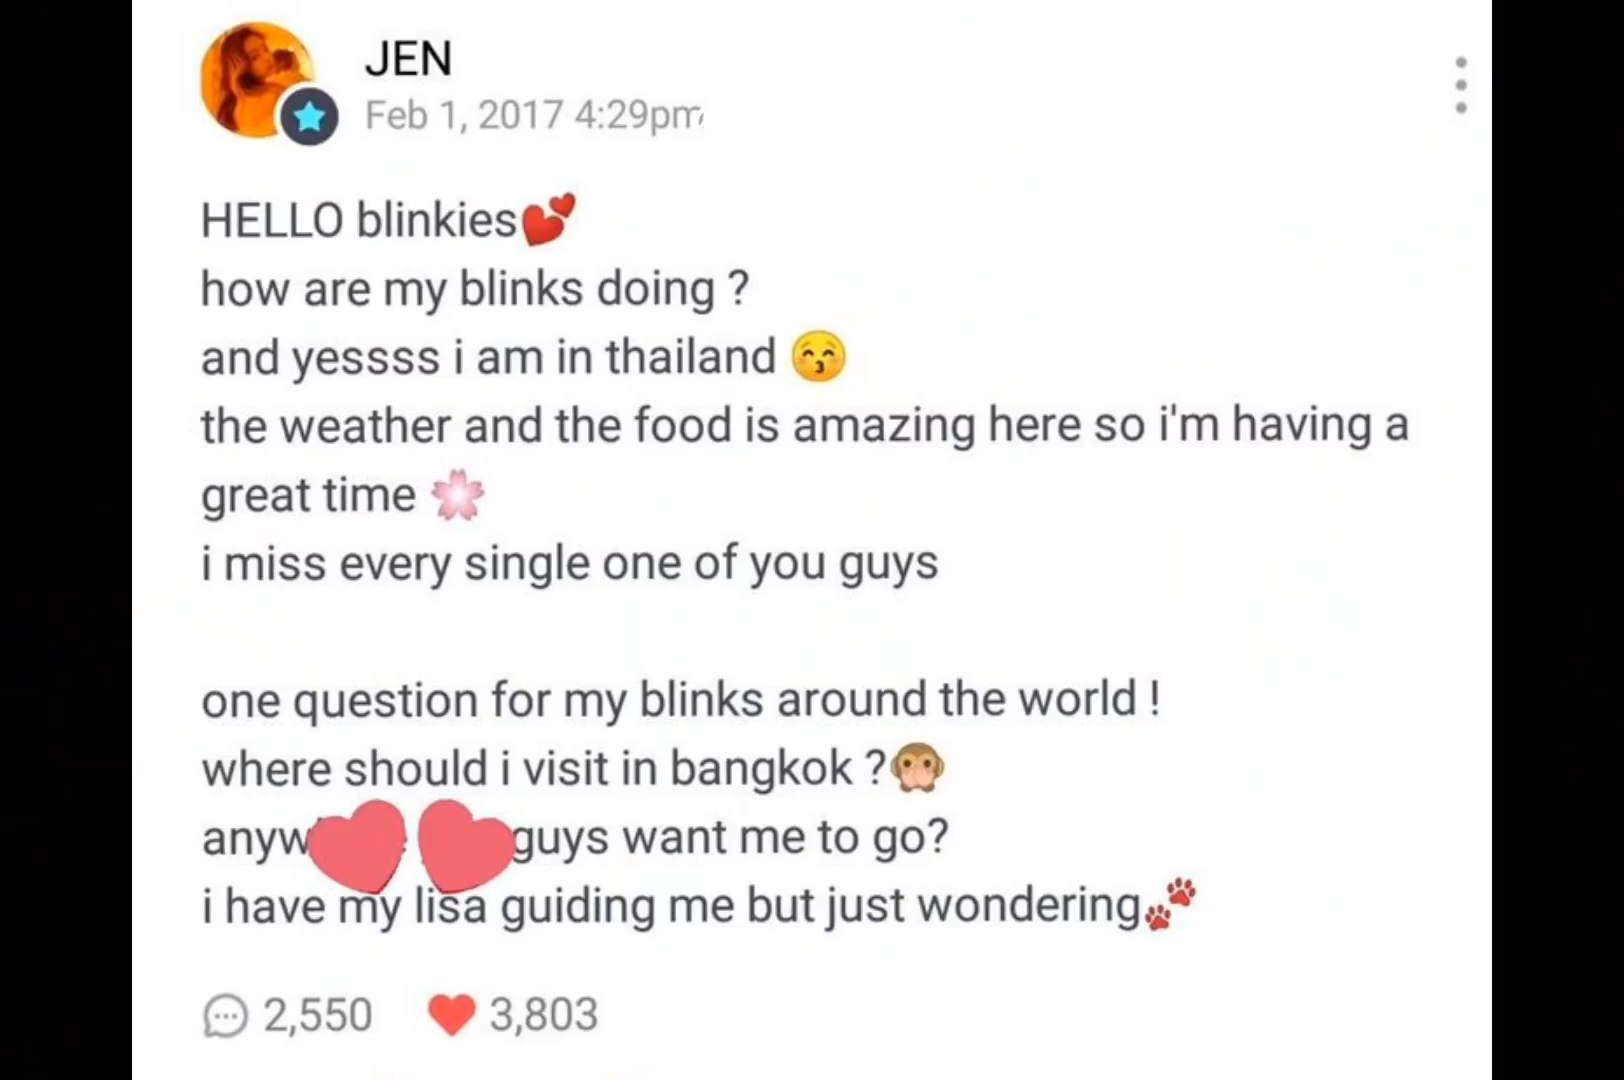 JEN
Feb 1, 2017 4:29pm
HELLO blinkies💕
how are my blinks doing ?
and yessss i am in thailand 😚
the weather and the food is amazing here so i'm having a
great time 🌸
i miss every single one of you guys
one question for my blinks around the world !
where should i visit in bangkok ?🙊
guys want me to go?
i have my lisa guiding me but just wondering🐾
2,550 3,803